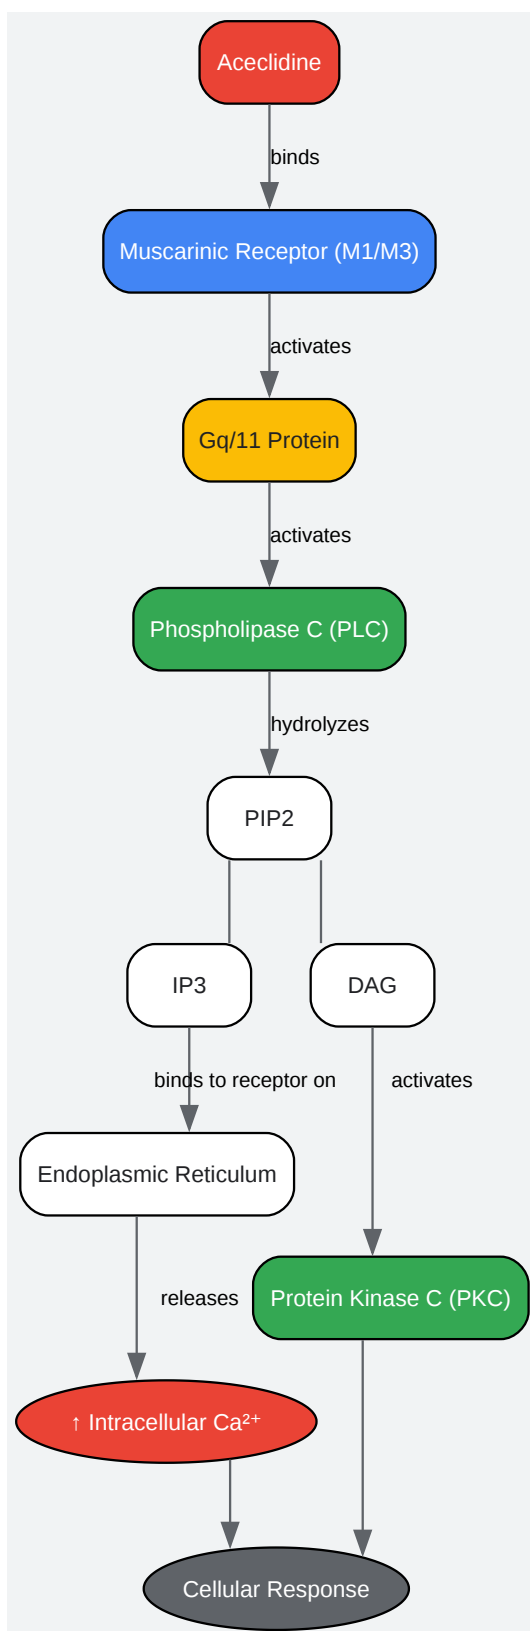 Aceclidine
binds
Muscarinic Receptor (M1/M3)
activates
Gq/11 Protein
activates
Phospholipase C (PLC)
hydrolyzes
PIP2
IP3
DAG
binds to receptor on
activates
Endoplasmic Reticulum
releases
Protein Kinase C (PKC)
↑ Intracellular Ca²⁺
Cellular Response